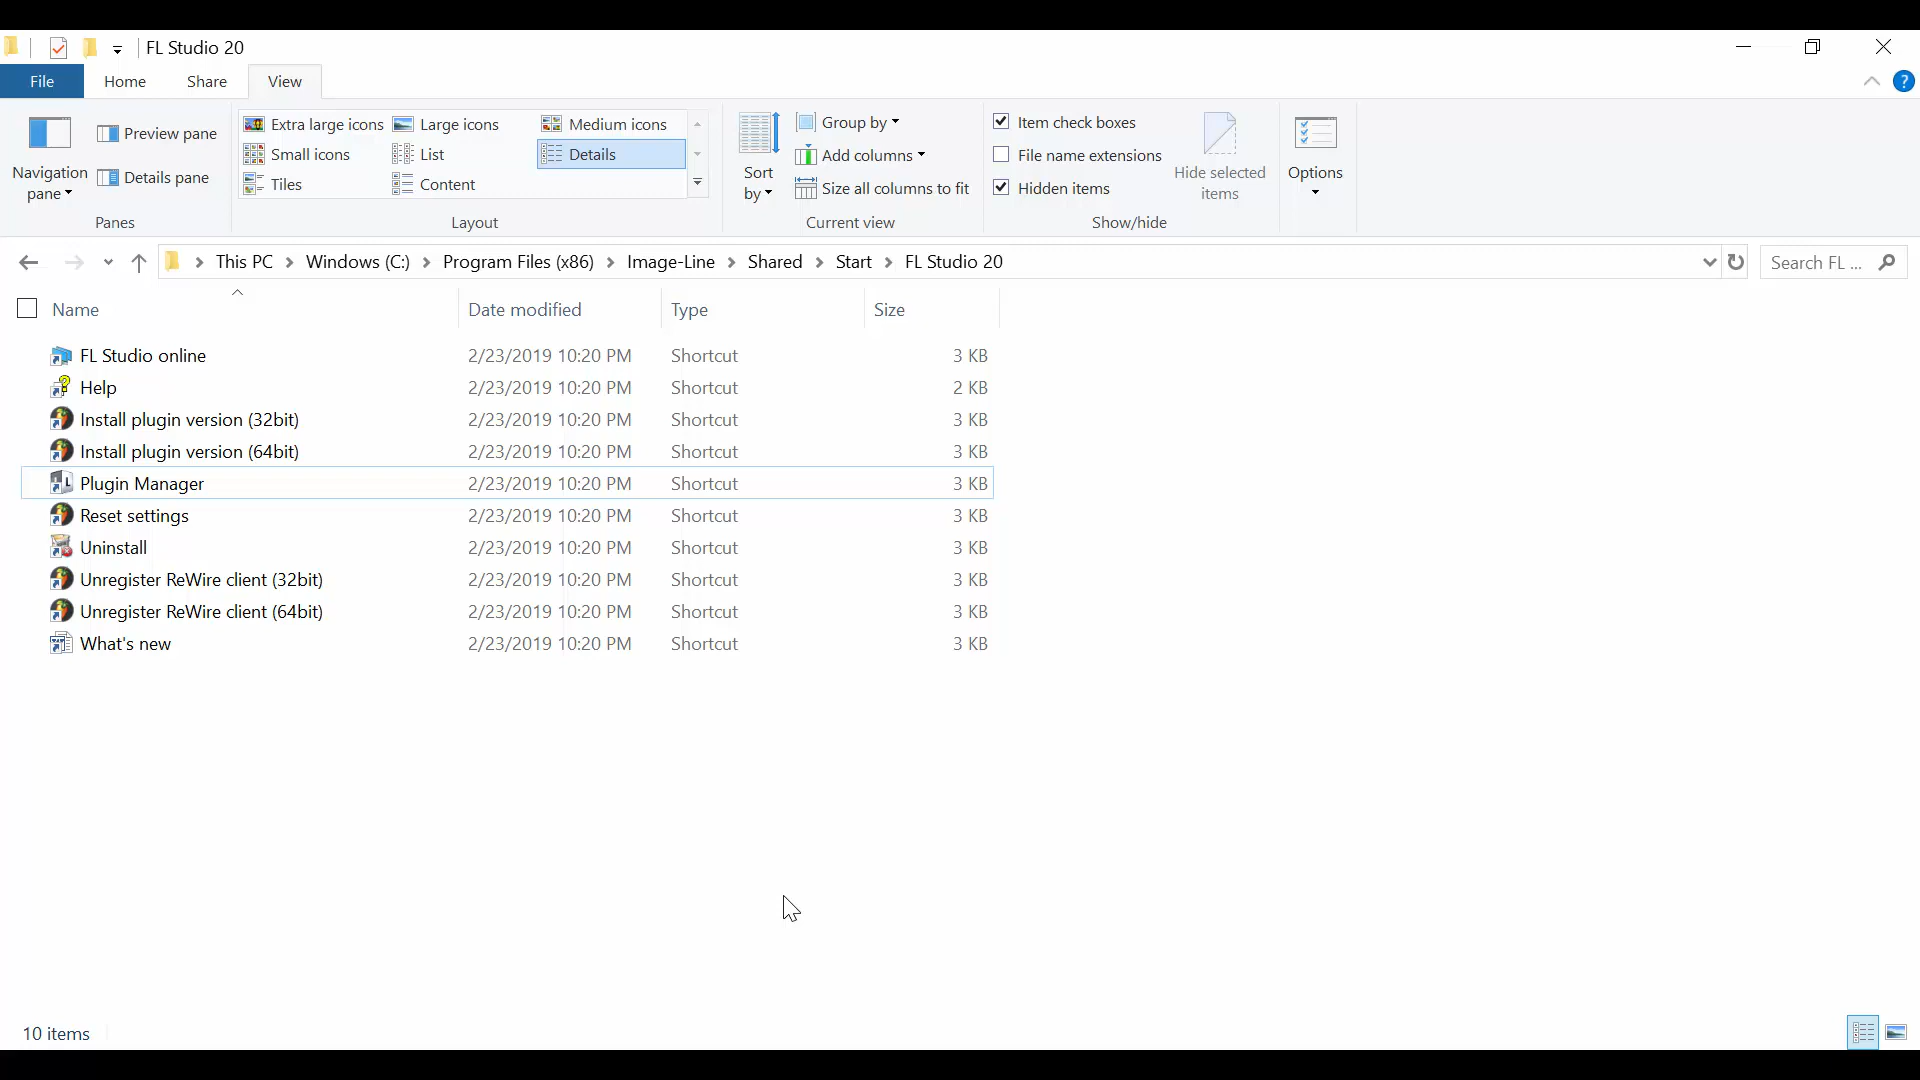 FL Studio 20
File Home Share View
Navigation pane
Preview pane
Details pane
Panes
Extra large icons Large icons Medium icons
Small icons List Details
Tiles Content
Layout
Sort by
Group by
Add columns
Size all columns to fit
Current view
Item check boxes
File name extensions
Hidden items
Hide selected items
Show/hide
Options
This PC Windows (C:) Program Files (x86) Image-Line Shared Start FL Studio 20
Search FL ...
Name Date modified Type Size
FL Studio online 2/23/2019 10:20 PM Shortcut 3 KB
Help 2/23/2019 10:20 PM Shortcut 2 KB
Install plugin version (32bit) 2/23/2019 10:20 PM Shortcut 3 KB
Install plugin version (64bit) 2/23/2019 10:20 PM Shortcut 3 KB
Plugin Manager 2/23/2019 10:20 PM Shortcut 3 KB
Reset settings 2/23/2019 10:20 PM Shortcut 3 KB
Uninstall 2/23/2019 10:20 PM Shortcut 3 KB
Unregister ReWire client (32bit) 2/23/2019 10:20 PM Shortcut 3 KB
Unregister ReWire client (64bit) 2/23/2019 10:20 PM Shortcut 3 KB
What's new 2/23/2019 10:20 PM Shortcut 3 KB
10 items